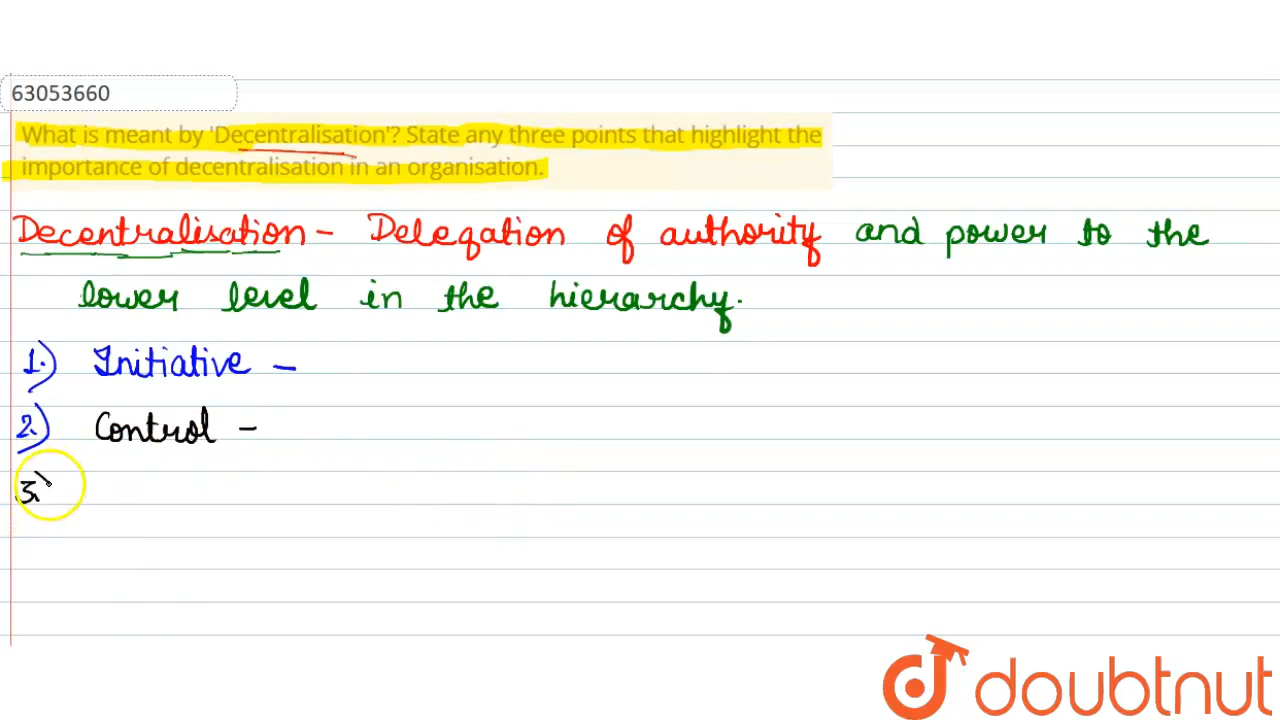 63053660
What is meant by 'Decentralisation'? State any three points that highlight the
importance of decentralisation in an organisation.
Decentralisation - Delegation of authority and power to the
lower level in the hierarchy.
1.) Initiative -
2.) Control -
3.)
doubtnut